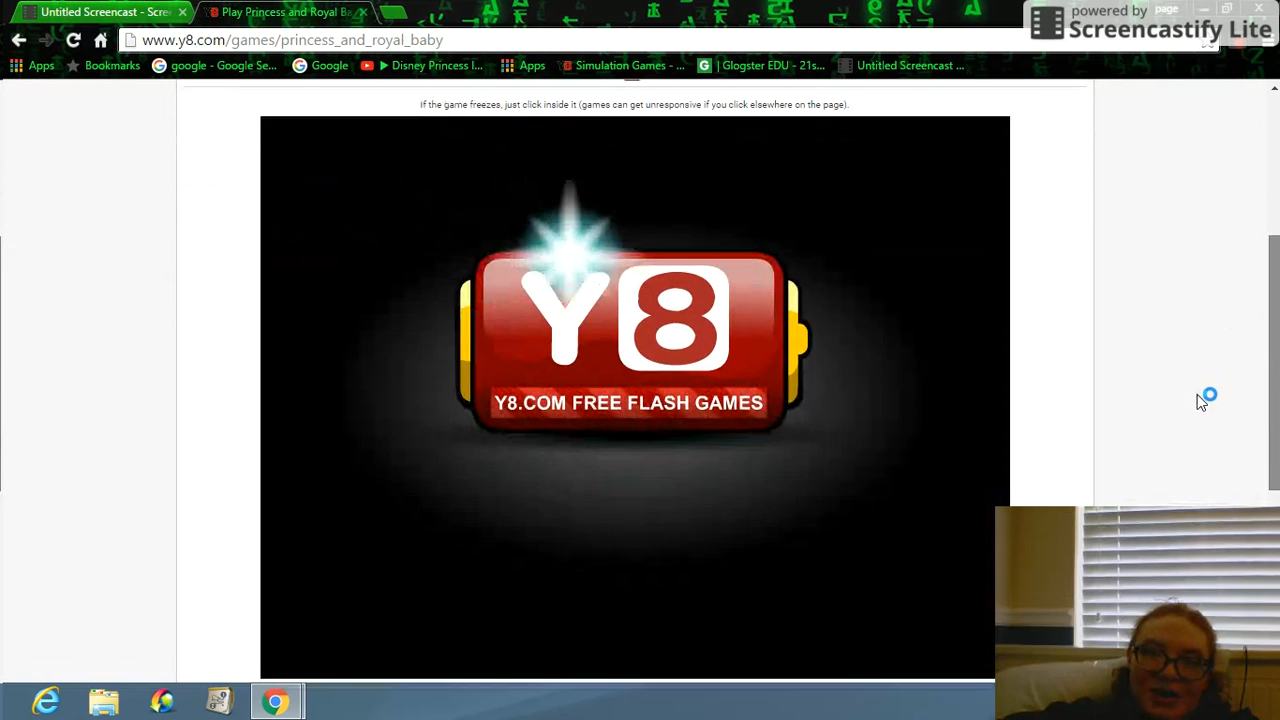 Untitled Screencast - Scre
Play Princess and Royal Ba
powered by
page
Screencastify Lite
www.y8.com/games/princess_and_royal_baby
Apps
Bookmarks
google - Google Se...
Google
Disney Princess I...
Apps
Simulation Games - ...
G
| Glogster EDU - 21s...
Untitled Screencast ...
If the game freezes, just click inside it (games can get unresponsive if you click elsewhere on the page).
Y8
Y8.COM FREE FLASH GAMES